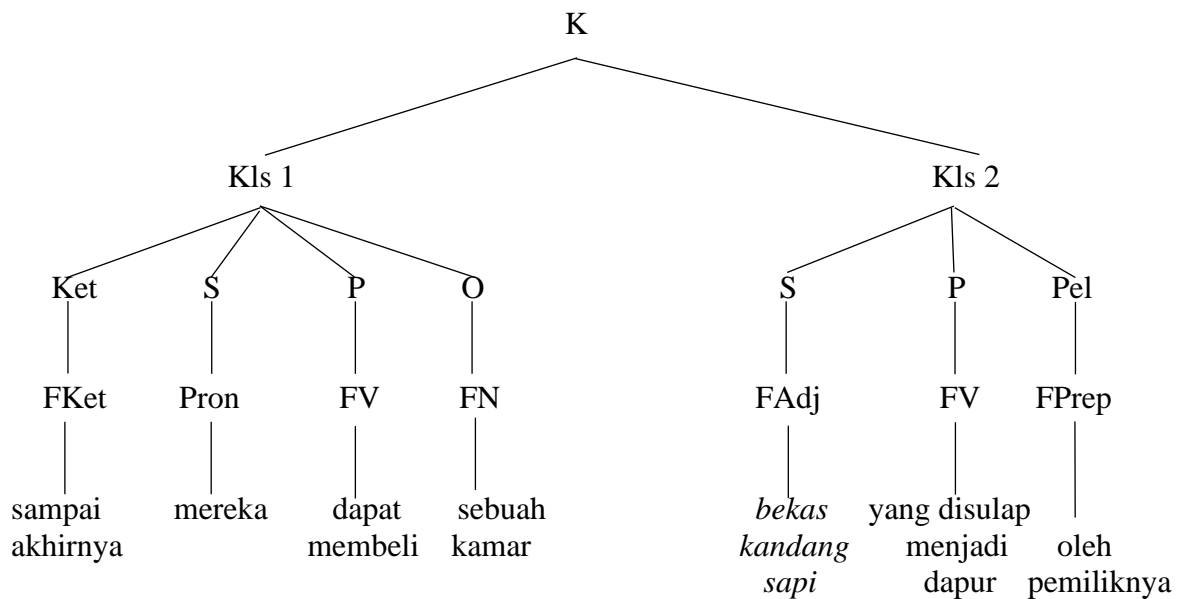 K
Kls 1 Kls 2
Ket S P O S P Pel
FKet Pron FV FN FAdj FV FPrep
sampai mereka dapat sebuah bekas yang disulap
akhirnya membeli kamar kandang menjadi oleh
sapi dapur pemiliknya